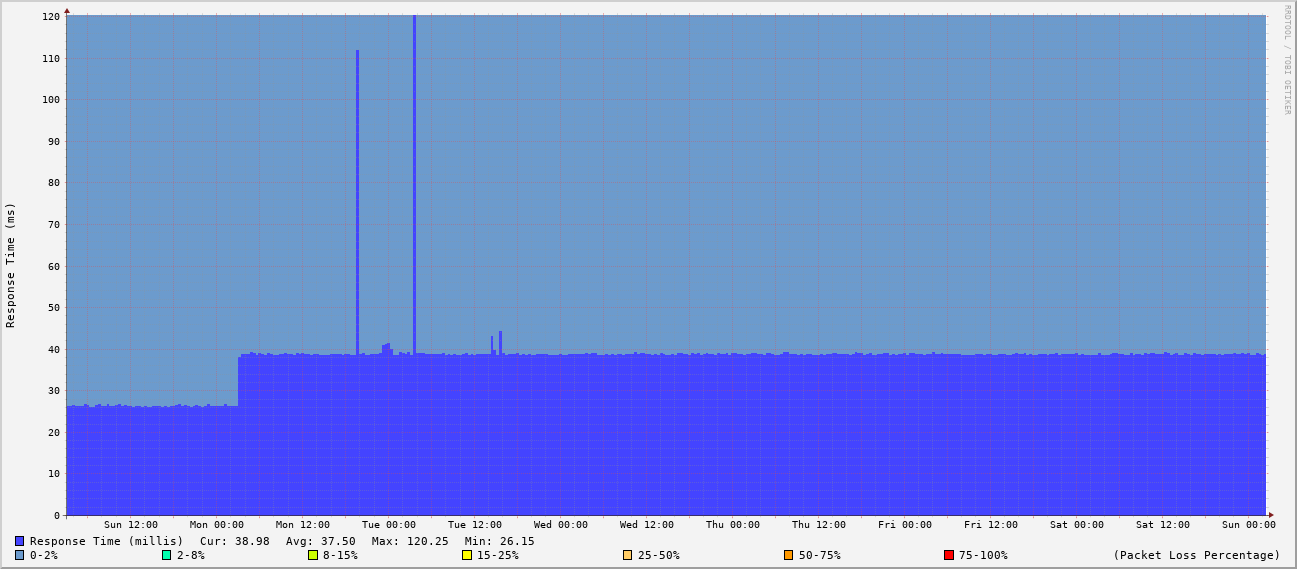 RRDTOOL / TOBI OETIKER
Response Time (ms)
120
110
100
90
80
70
60
50
40
30
20
10
0
Sun 12:00 Mon 00:00 Mon 12:00 Tue 00:00 Tue 12:00 Wed 00:00 Wed 12:00 Thu 00:00 Thu 12:00 Fri 00:00 Fri 12:00 Sat 00:00 Sat 12:00 Sun 00:00
Response Time (millis) Cur: 38.98 Avg: 37.50 Max: 120.25 Min: 26.15
0-2% 2-8% 8-15% 15-25% 25-50% 50-75% 75-100% (Packet Loss Percentage)